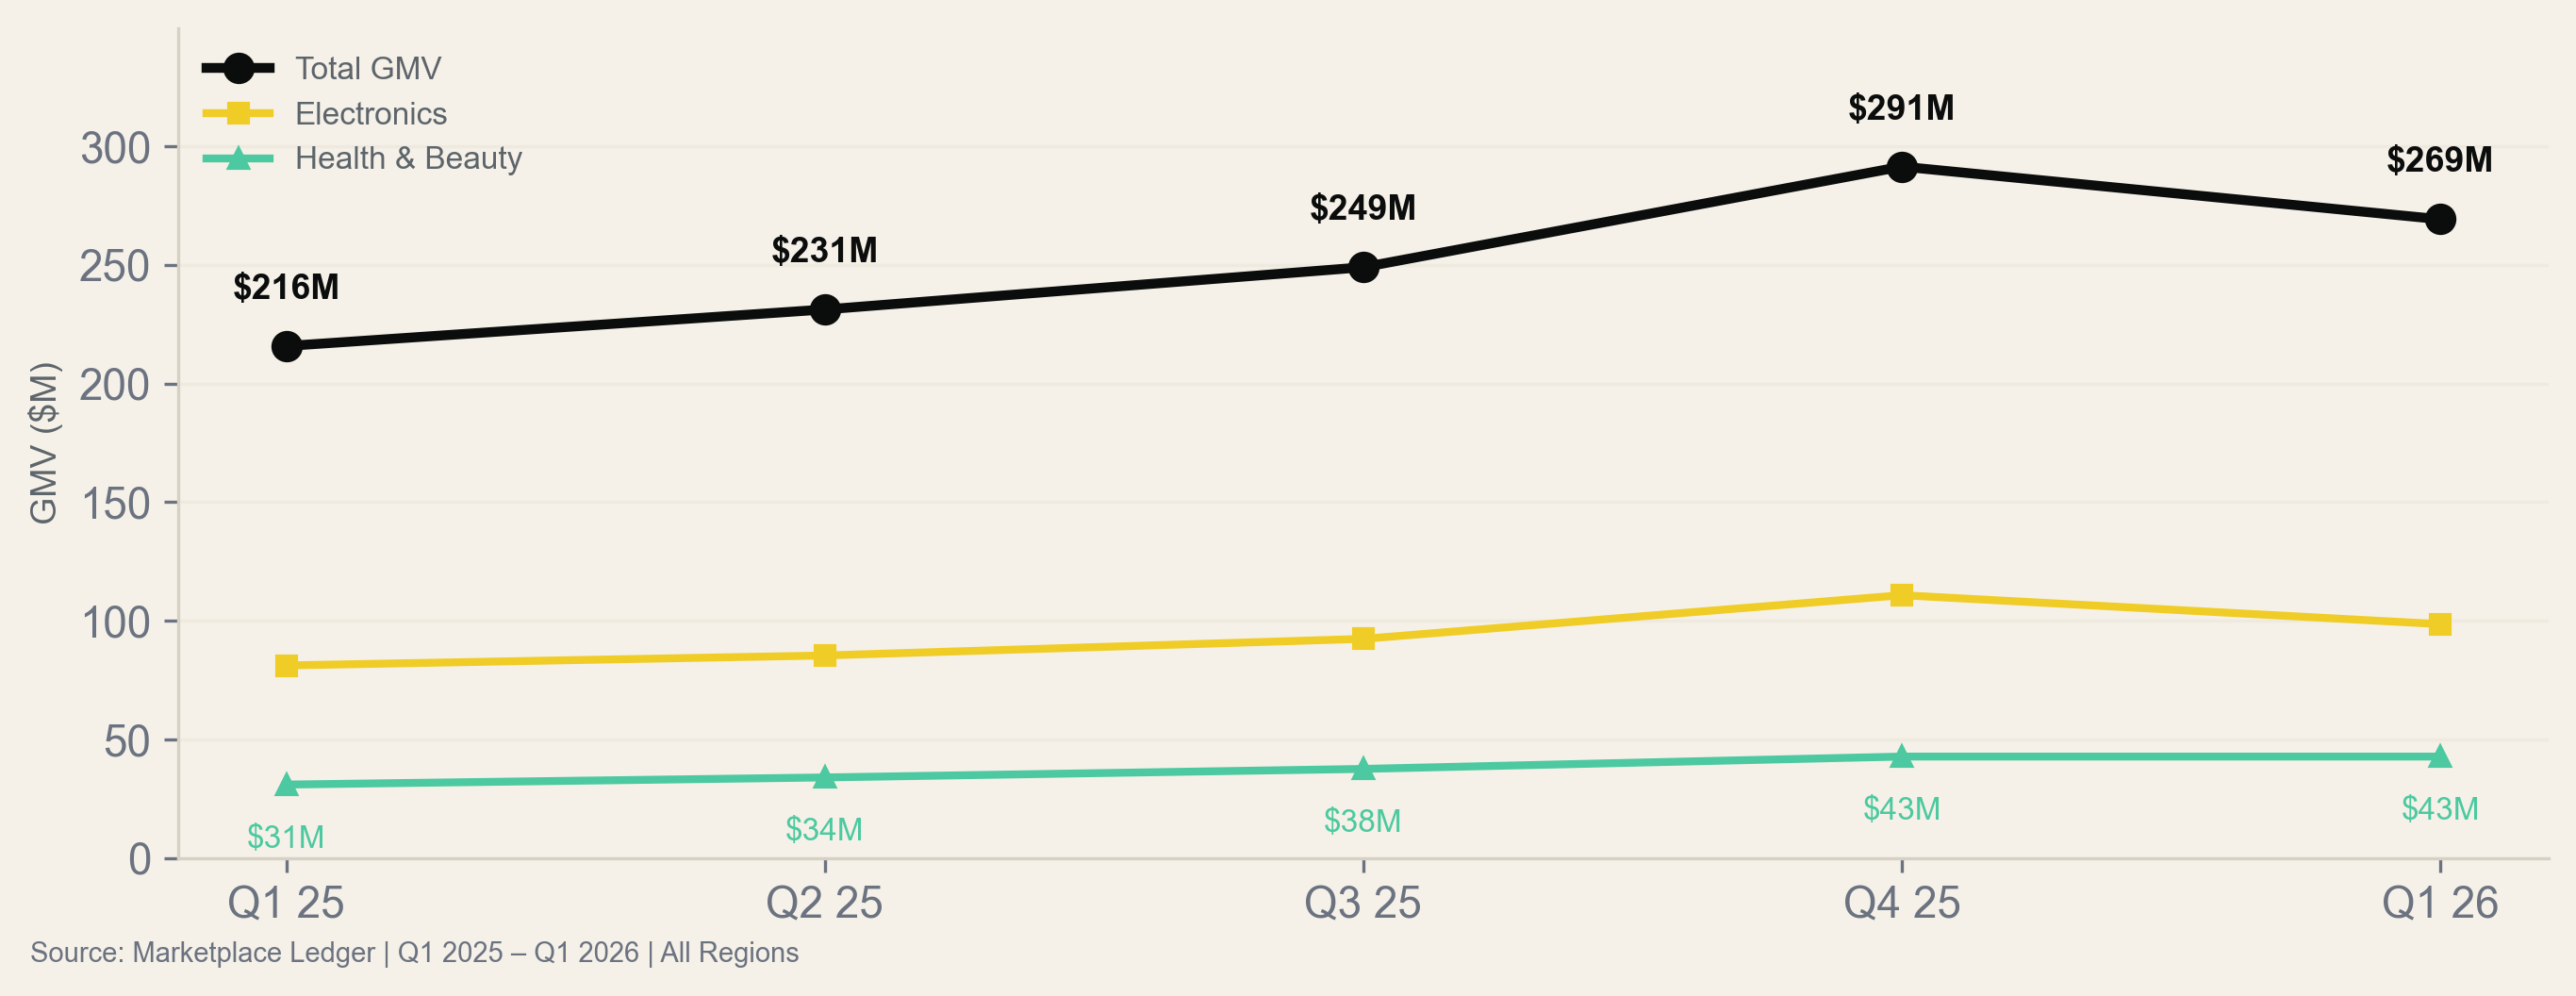 Total GMV
Electronics
Health & Beauty
GMV ($M)
300
250
200
150
100
50
0
$216M
$231M
$249M
$291M
$269M
$31M
$34M
$38M
$43M
$43M
Q1 25
Q2 25
Q3 25
Q4 25
Q1 26
Source: Marketplace Ledger | Q1 2025 – Q1 2026 | All Regions